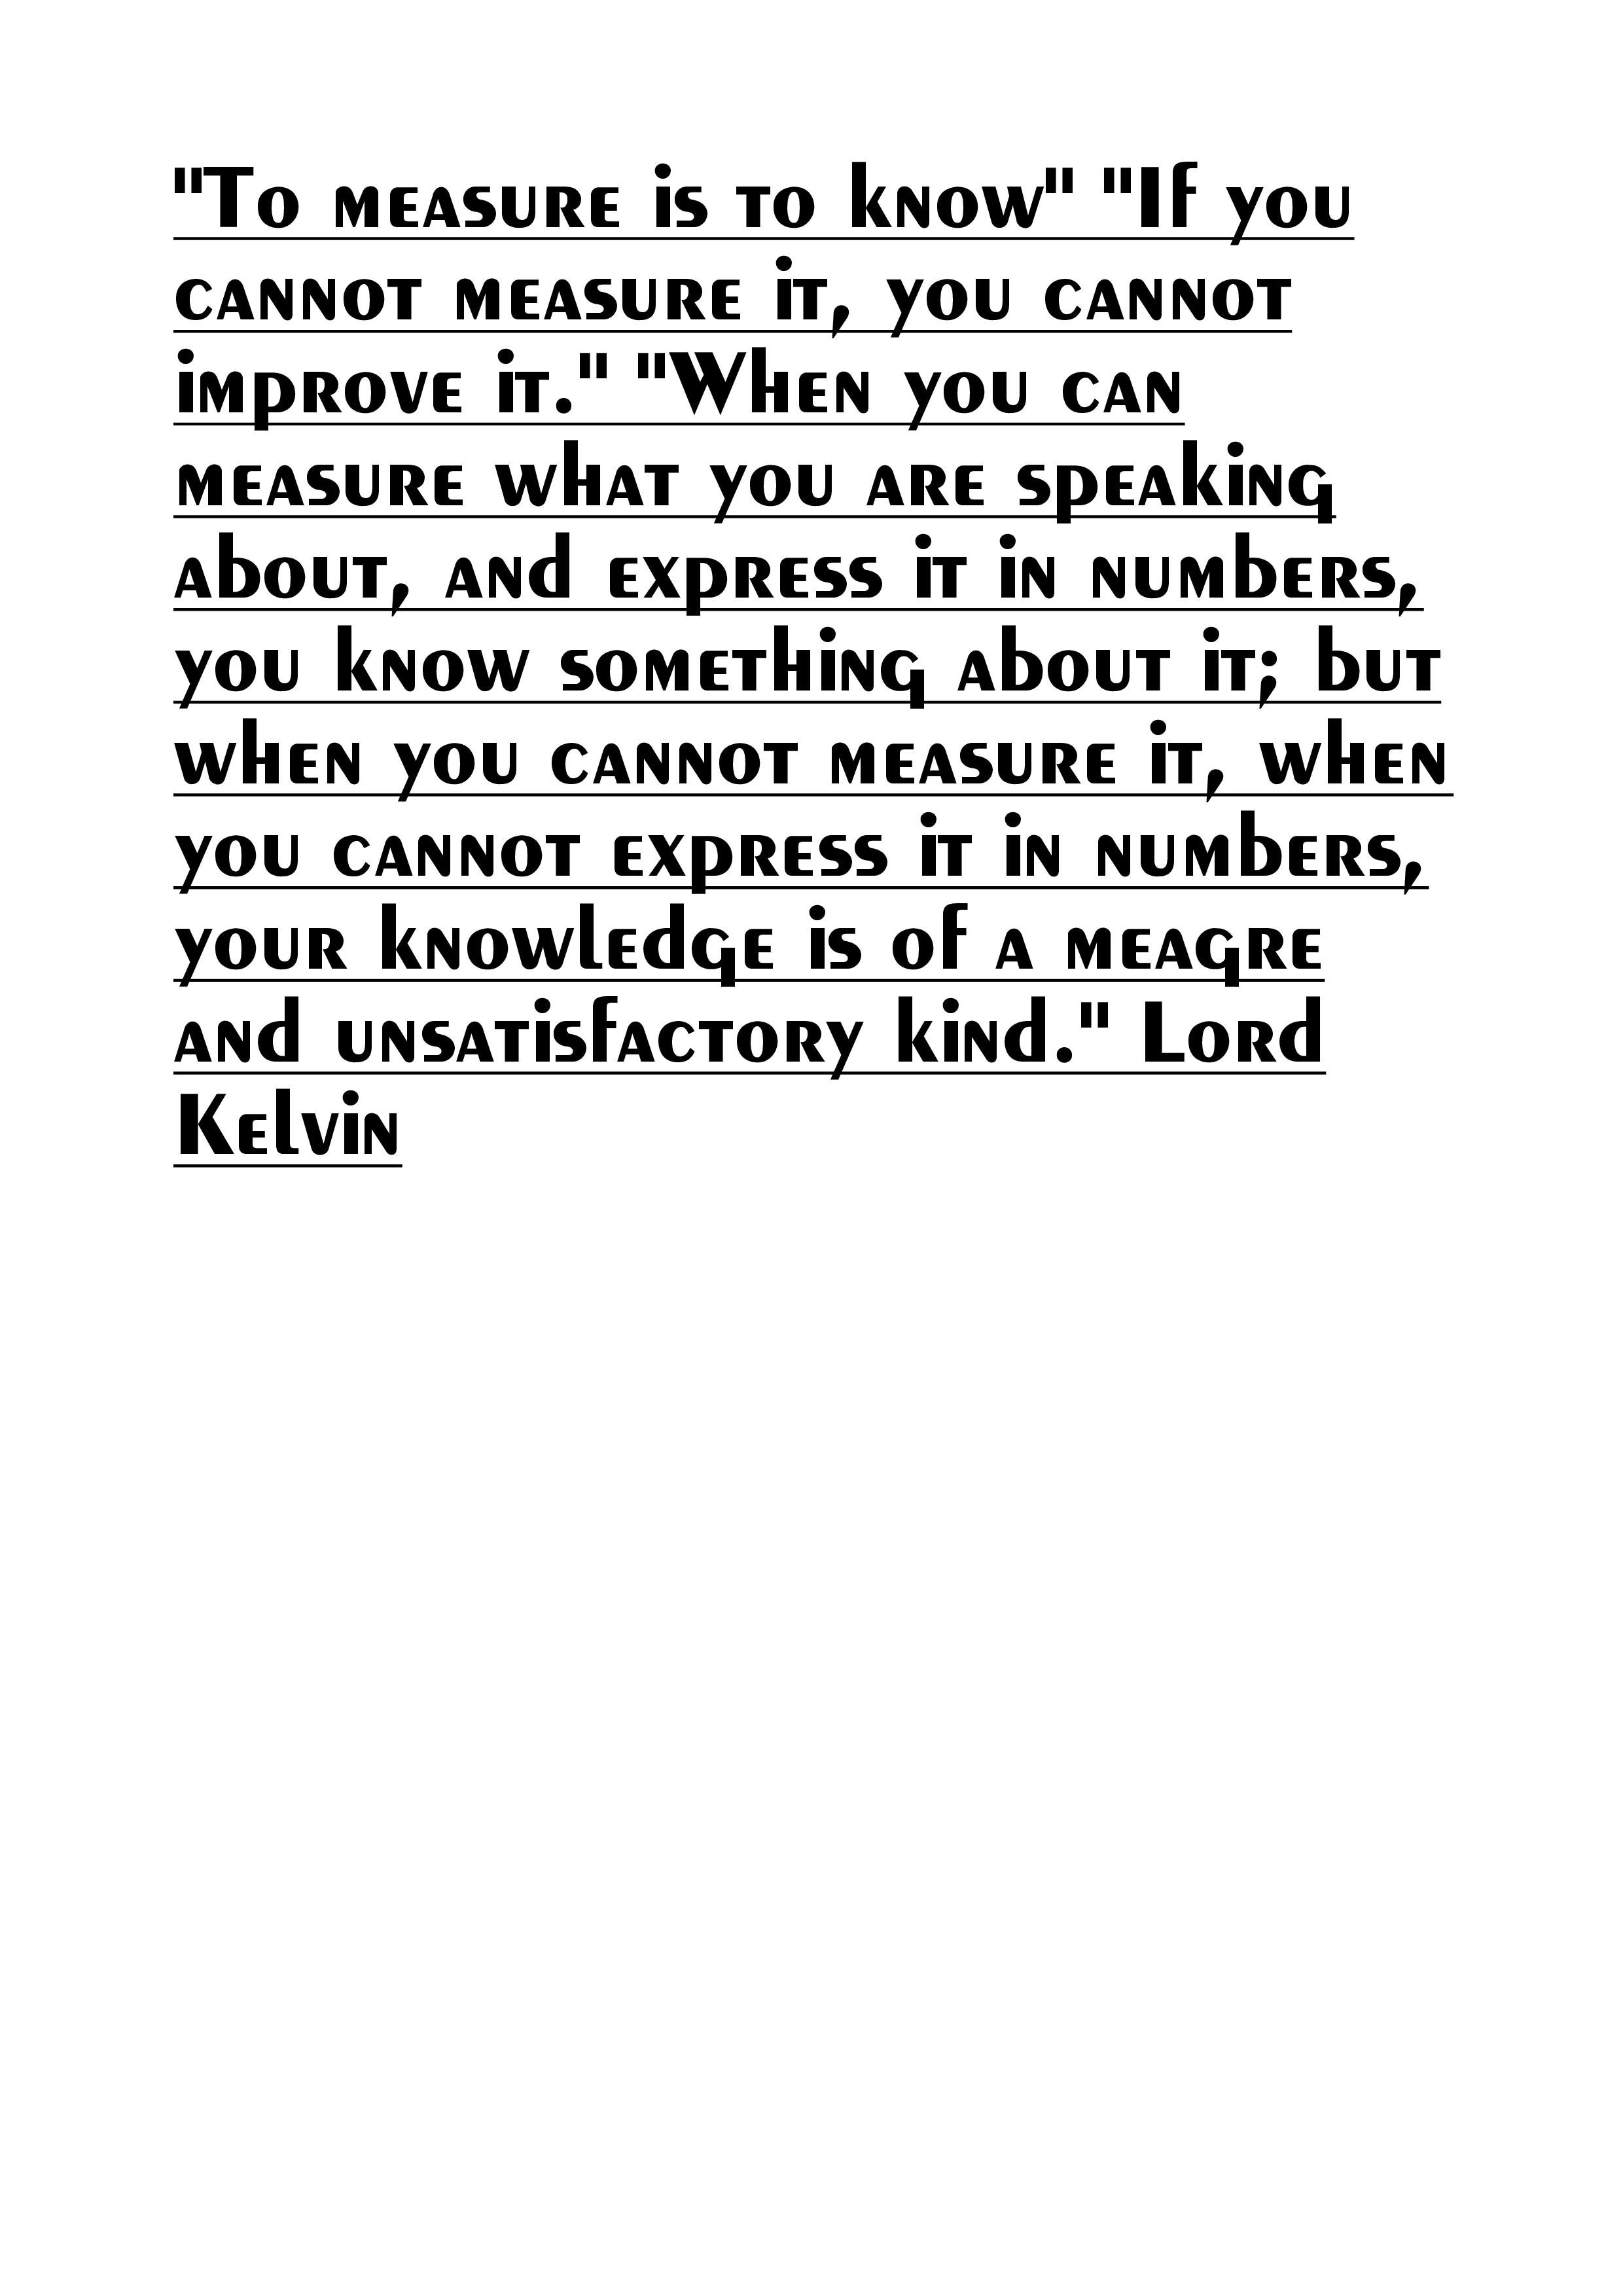 "To measure is to know" "If you
cannot measure it, you cannot
improve it." "When you can
measure what you are speaking
about, and express it in numbers,
you know something about it; but
when you cannot measure it, when
you cannot express it in numbers,
your knowledge is of a meagre
and unsatisfactory kind." Lord
Kelvin